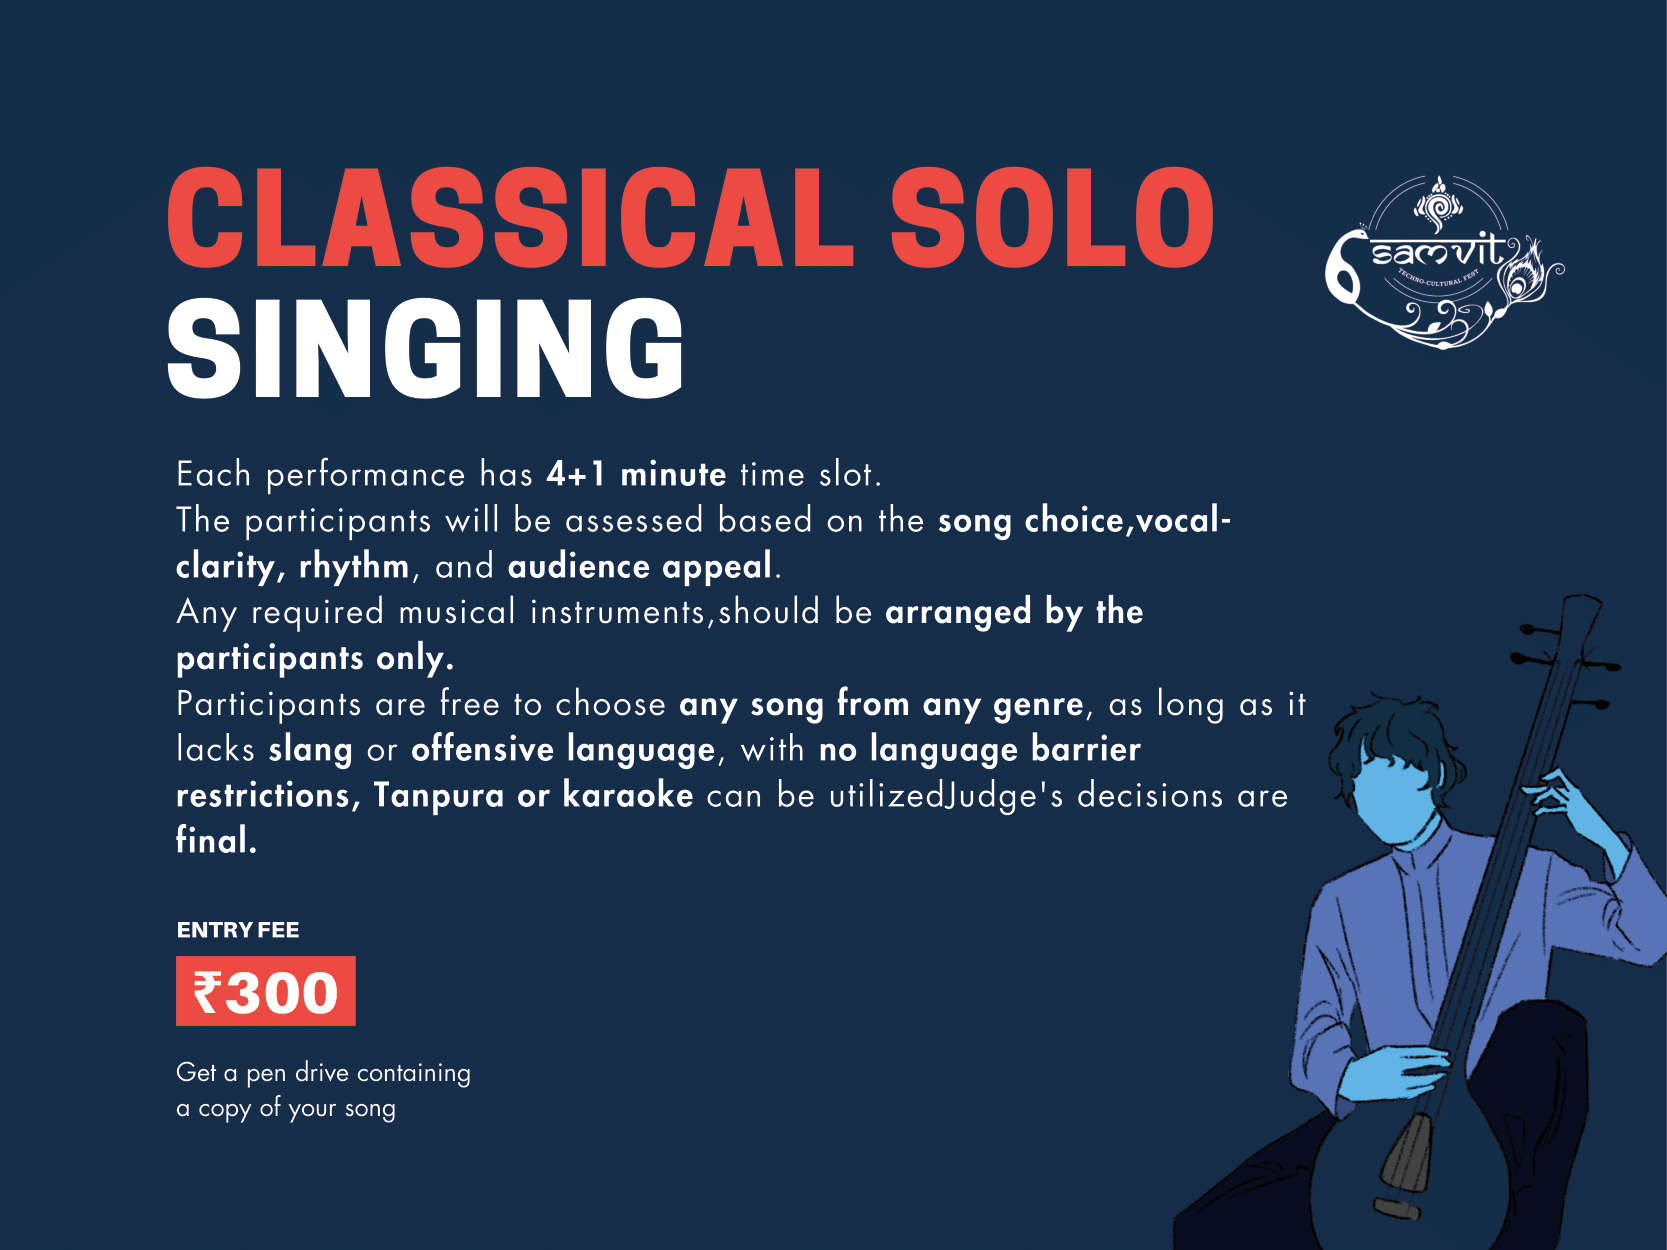 CLASSICAL SOLO
SINGING
samvit
TECHNO-CULTURAL FEST
Each performance has 4+1 minute time slot.
The participants will be assessed based on the song choice,vocal-
clarity, rhythm, and audience appeal.
Any required musical instruments,should be arranged by the
participants only.
Participants are free to choose any song from any genre, as long as it
lacks slang or offensive language, with no language barrier
restrictions, Tanpura or karaoke can be utilizedJudge's decisions are
final.
ENTRY FEE
₹300
Get a pen drive containing
a copy of your song